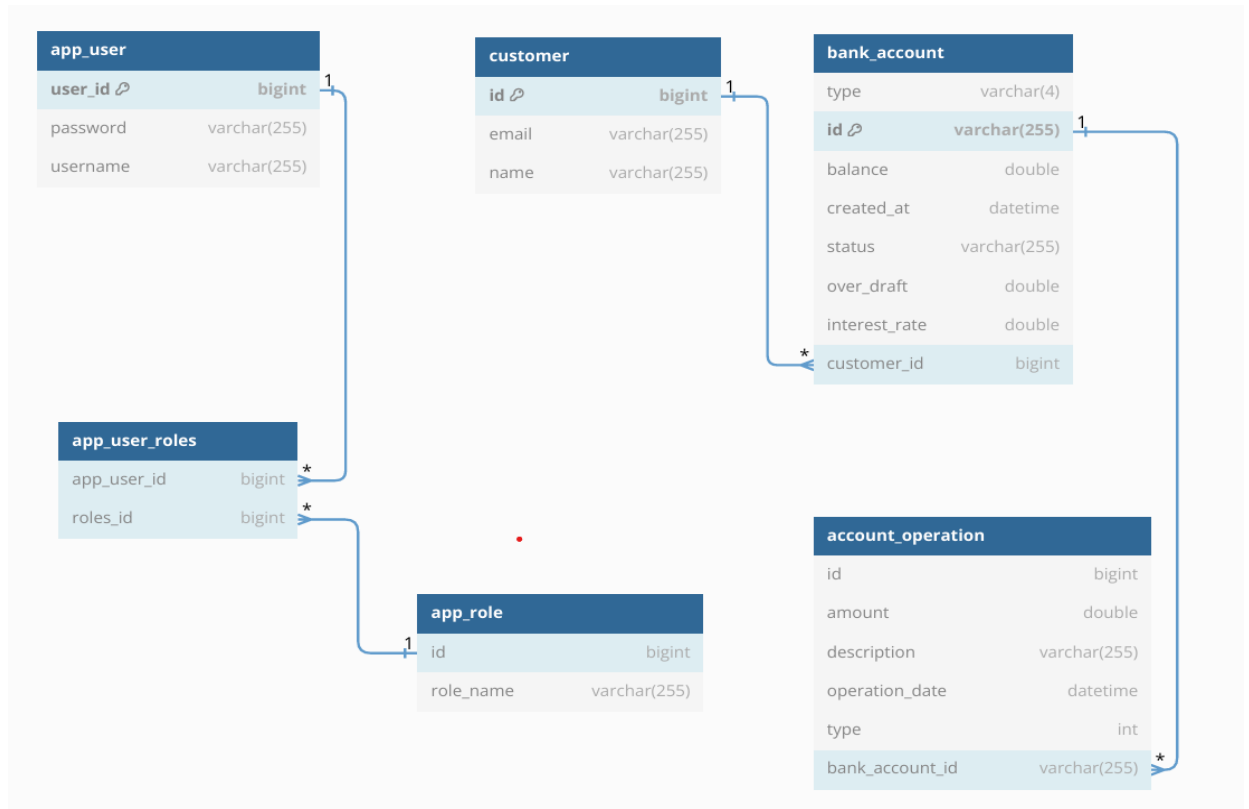 app_user
user_id bigint
password varchar(255)
username varchar(255)
1
customer
id bigint
email varchar(255)
name varchar(255)
1
bank_account
type varchar(4)
id varchar(255)
1
balance double
created_at datetime
status varchar(255)
over_draft double
interest_rate double
* customer_id bigint
app_user_roles
app_user_id bigint *
roles_id bigint *
app_role
1 id bigint
role_name varchar(255)
account_operation
id bigint
amount double
description varchar(255)
operation_date datetime
type int
bank_account_id varchar(255) *